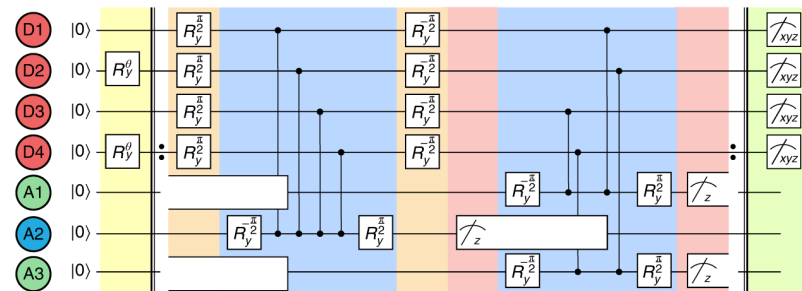 D1 |0⟩ R_y^{π/2} R_y^{-π/2} xyz
D2 |0⟩ R_y^θ R_y^{π/2} R_y^{-π/2} xyz
D3 |0⟩ R_y^{π/2} R_y^{-π/2} xyz
D4 |0⟩ R_y^θ R_y^{π/2} R_y^{-π/2} xyz
A1 |0⟩ R_y^{-π/2} R_y^{π/2} z
A2 |0⟩ R_y^{-π/2} R_y^{π/2} z
A3 |0⟩ R_y^{-π/2} R_y^{π/2} z